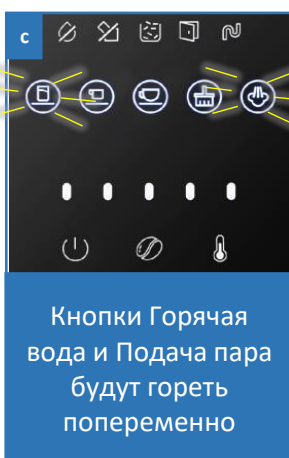 c
Кнопки Горячая
вода и Подача пара
будут гореть
попеременно